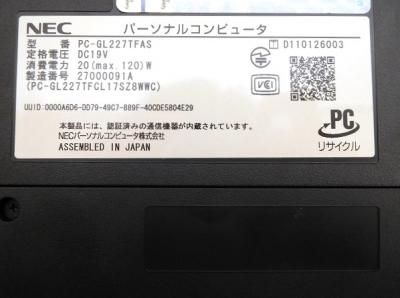 NEC パーソナルコンピュータ
型 番 PC-GL227TFAS
定格電圧 DC19V
消費電力 20(max.120)W
製造番号 27000091A
(PC-GL227TFCL17SZ8WWC)
T D110126003
VCI
UUID:0000A6D6-DD79-49C7-889F-40CDE5804E29
本製品には、認証済みの通信機器が内蔵されています。
NECパーソナルコンピュータ株式会社
ASSEMBLED IN JAPAN
PC
リサイクル